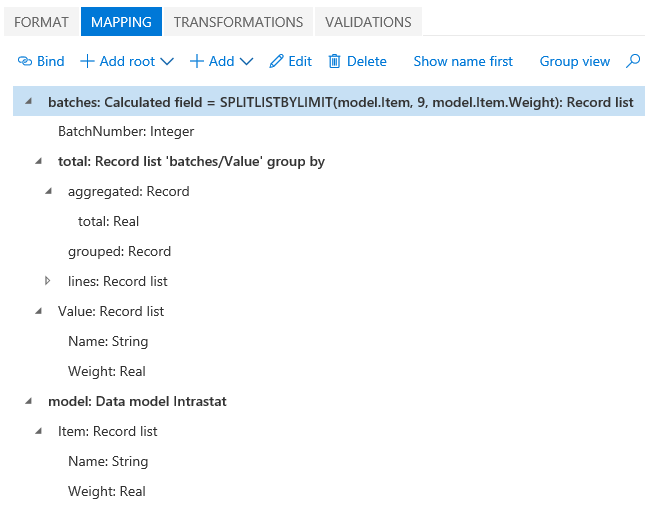 FORMAT MAPPING TRANSFORMATIONS VALIDATIONS
Bind + Add root + Add Edit Delete Show name first Group view
batches: Calculated field = SPLITLISTBYLIMIT(model.Item, 9, model.Item.Weight): Record list
BatchNumber: Integer
total: Record list 'batches/Value' group by
aggregated: Record
total: Real
grouped: Record
lines: Record list
Value: Record list
Name: String
Weight: Real
model: Data model Intrastat
Item: Record list
Name: String
Weight: Real